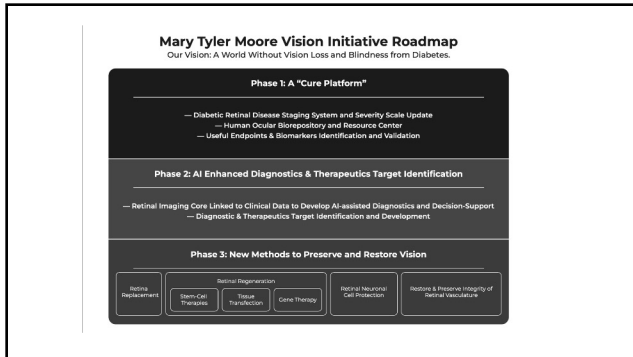 Mary Tyler Moore Vision Initiative Roadmap
Our Vision: A World Without Vision Loss and Blindness from Diabetes.
Phase 1: A “Cure Platform”
— Diabetic Retinal Disease Staging System and Severity Scale Update
— Human Ocular Biorepository and Resource Center
— Useful Endpoints & Biomarkers Identification and Validation
Phase 2: AI Enhanced Diagnostics & Therapeutics Target Identification
— Retinal Imaging Core Linked to Clinical Data to Develop AI-assisted Diagnostics and Decision-Support
— Diagnostic & Therapeutics Target Identification and Development
Phase 3: New Methods to Preserve and Restore Vision
Retina
Replacement
Retinal Regeneration
Stem-Cell
Therapies
Tissue
Transfection
Gene Therapy
Retinal Neuronal
Cell Protection
Restore & Preserve Integrity of
Retinal Vasculature